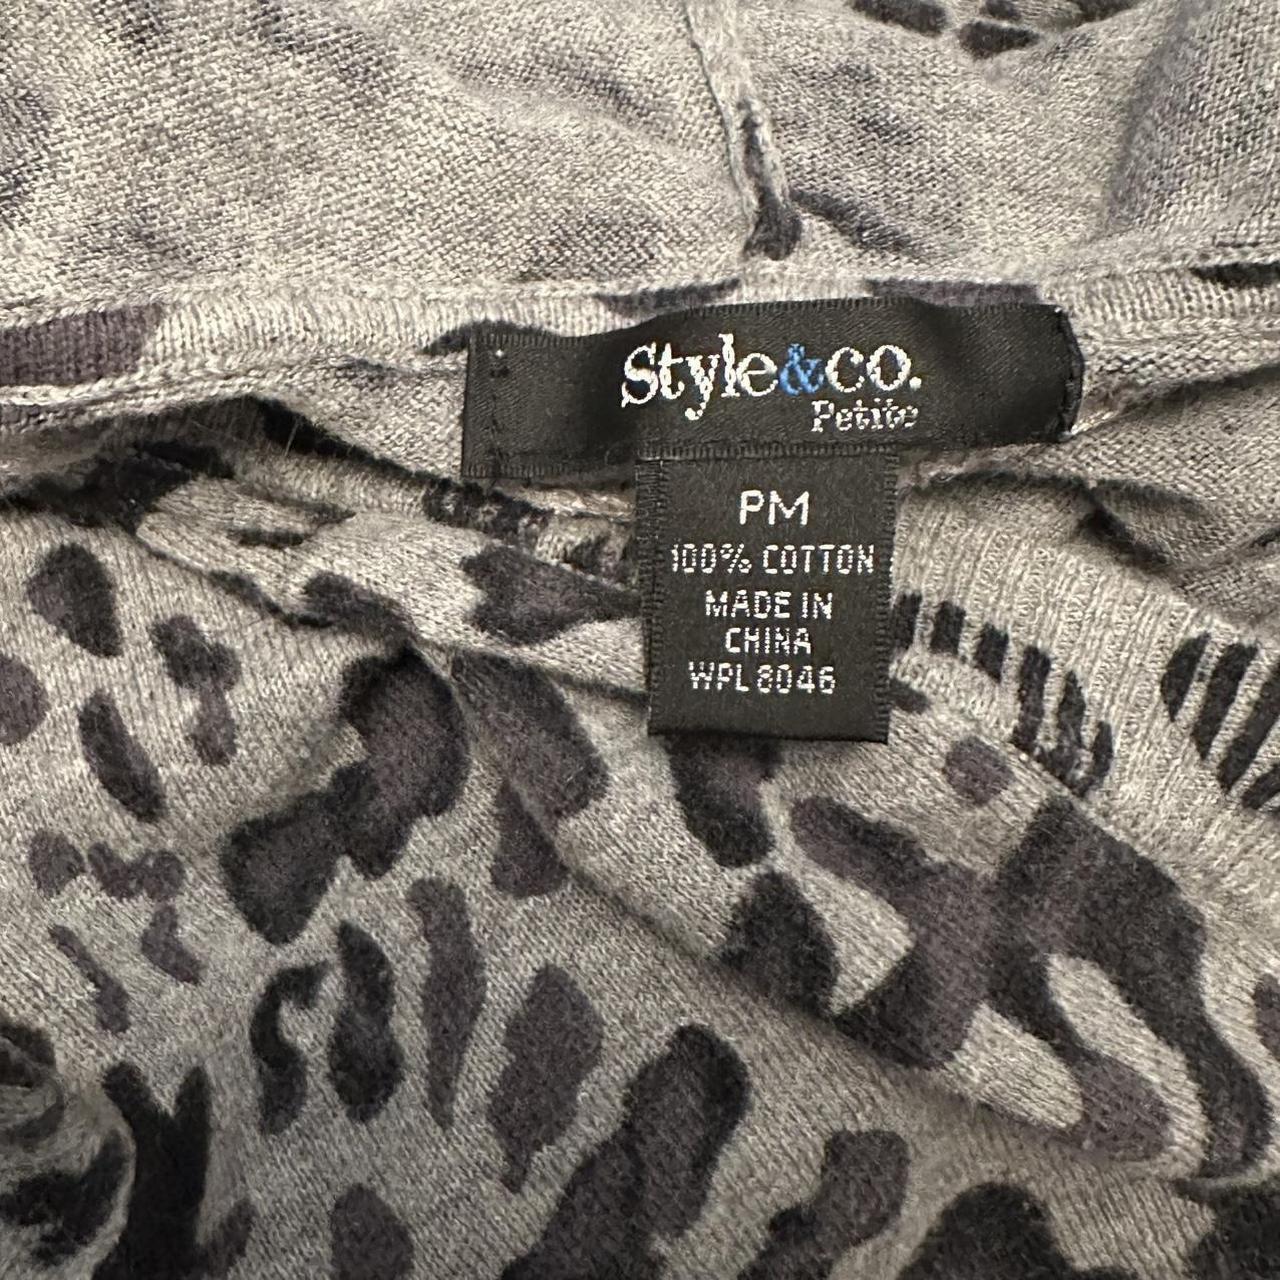 Style&co.
Petite
PM
100% COTTON
MADE IN
CHINA
WPL 8046